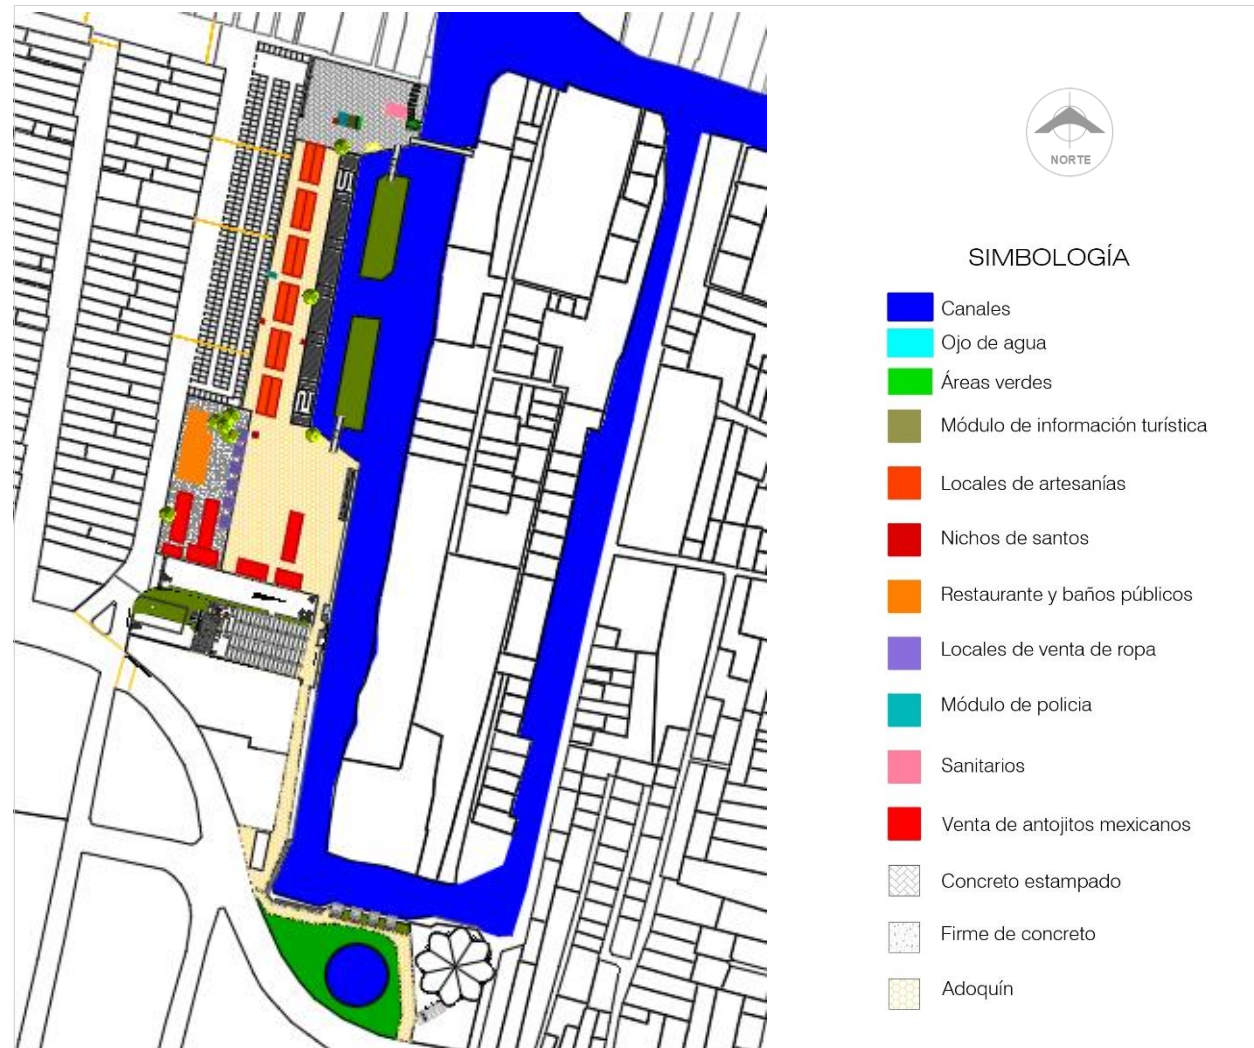 NORTE
SIMBOLOGÍA
Canales
Ojo de agua
Áreas verdes
Módulo de información turística
Locales de artesanías
Nichos de santos
Restaurante y baños públicos
Locales de venta de ropa
Módulo de policia
Sanitarios
Venta de antojitos mexicanos
Concreto estampado
Firme de concreto
Adoquín